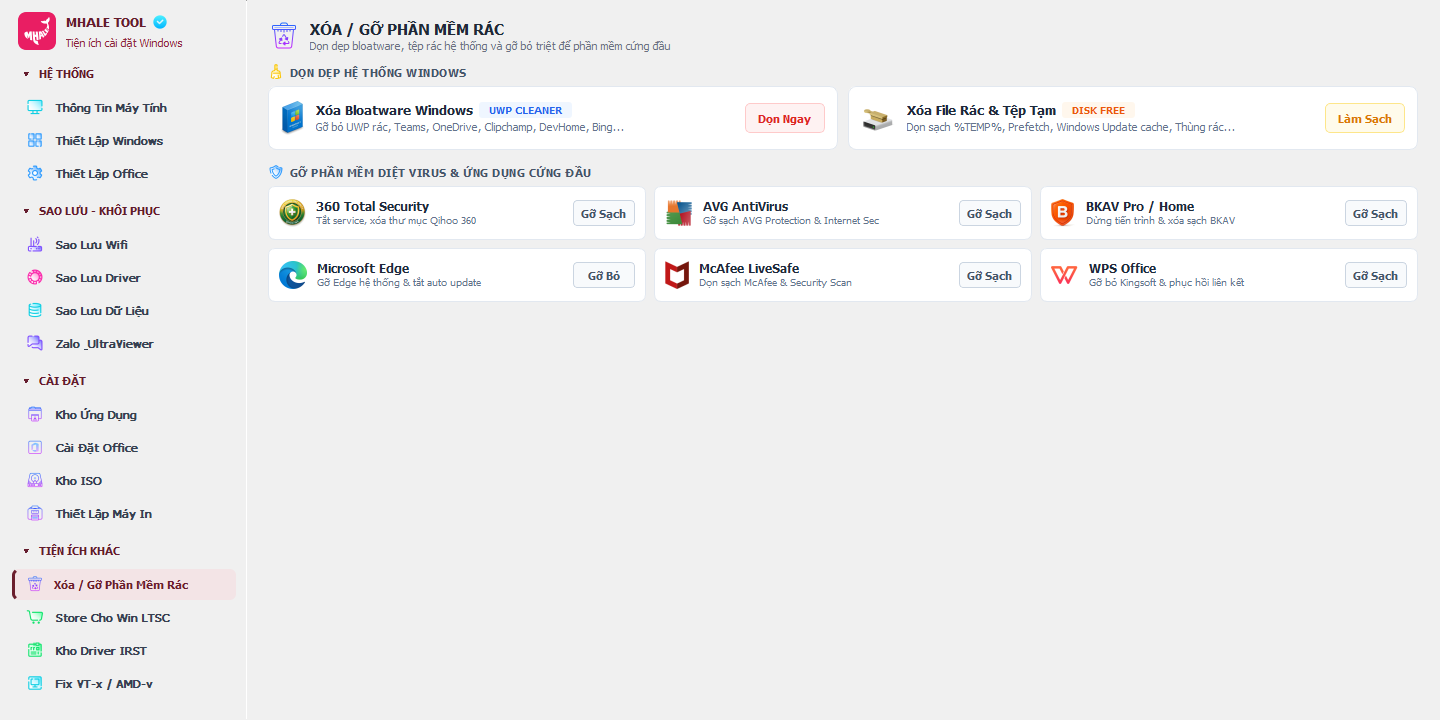 MHALE TOOL
Tiện ích cài đặt Windows
HỆ THỐNG
Thông Tin Máy Tính
Thiết Lập Windows
Thiết Lập Office
SAO LƯU - KHÔI PHỤC
Sao Lưu Wifi
Sao Lưu Driver
Sao Lưu Dữ Liệu
Zalo _UltraViewer
CÀI ĐẶT
Kho Ứng Dụng
Cài Đặt Office
Kho ISO
Thiết Lập Máy In
TIỆN ÍCH KHÁC
Xóa / Gỡ Phần Mềm Rác
Store Cho Win LTSC
Kho Driver IRST
Fix VT-x / AMD-v
XÓA / GỠ PHẦN MỀM RÁC
Dọn dẹp bloatware, tệp rác hệ thống và gỡ bỏ triệt để phần mềm cứng đầu
DỌN DẸP HỆ THỐNG WINDOWS
Xóa Bloatware Windows UWP CLEANER
Gỡ bỏ UWP rác, Teams, OneDrive, Clipchamp, DevHome, Bing...
Dọn Ngay
Xóa File Rác & Tệp Tạm DISK FREE
Dọn sạch %TEMP%, Prefetch, Windows Update cache, Thùng rác...
Làm Sạch
GỠ PHẦN MỀM DIỆT VIRUS & ỨNG DỤNG CỨNG ĐẦU
360 Total Security
Tắt service, xóa thư mục Qihoo 360
Gỡ Sạch
AVG AntiVirus
Gỡ sạch AVG Protection & Internet Sec
Gỡ Sạch
BKAV Pro / Home
Dừng tiến trình & xóa sạch BKAV
Gỡ Sạch
Microsoft Edge
Gỡ Edge hệ thống & tắt auto update
Gỡ Bỏ
McAfee LiveSafe
Dọn sạch McAfee & Security Scan
Gỡ Sạch
WPS Office
Gỡ bỏ Kingsoft & phục hồi liên kết
Gỡ Sạch